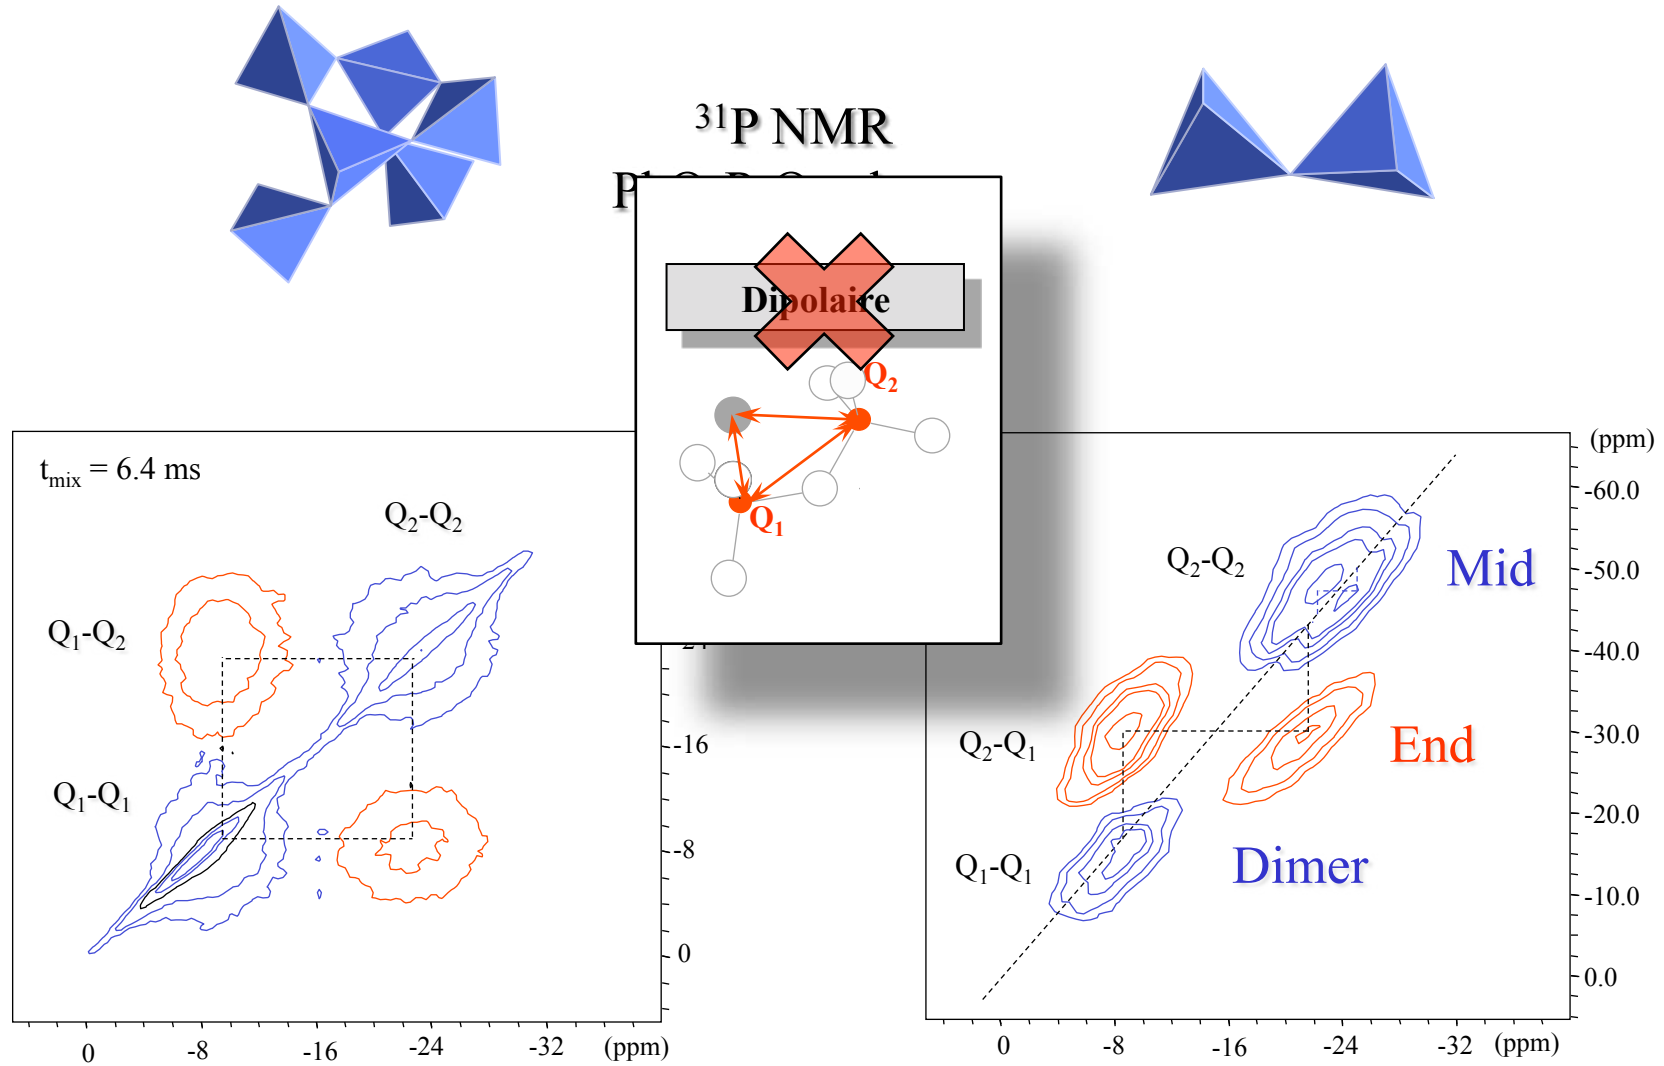 ³¹P NMR
Dipolaire
Q₂
Q₁
t_mix = 6.4 ms
Q₂-Q₂
Q₁-Q₂
Q₁-Q₁
-16
-8
0
0
-8
-16
-24
-32
(ppm)
(ppm)
-60.0
Q₂-Q₂
Mid
-50.0
-40.0
Q₂-Q₁
End
-30.0
-20.0
Q₁-Q₁
Dimer
-10.0
0.0
0
-8
-16
-24
-32
(ppm)